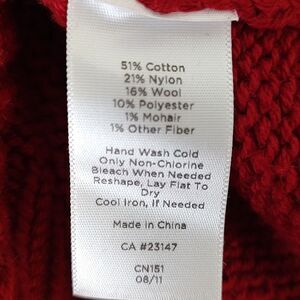 51% Cotton
21% Nylon
16% Wool
10% Polyester
1% Mohair
1% Other Fiber
Hand Wash Cold
Only Non-Chlorine
Bleach When Needed
Reshape, Lay Flat To
Dry
Cool Iron, If Needed
Made in China
CA #23147
CN151
08/11